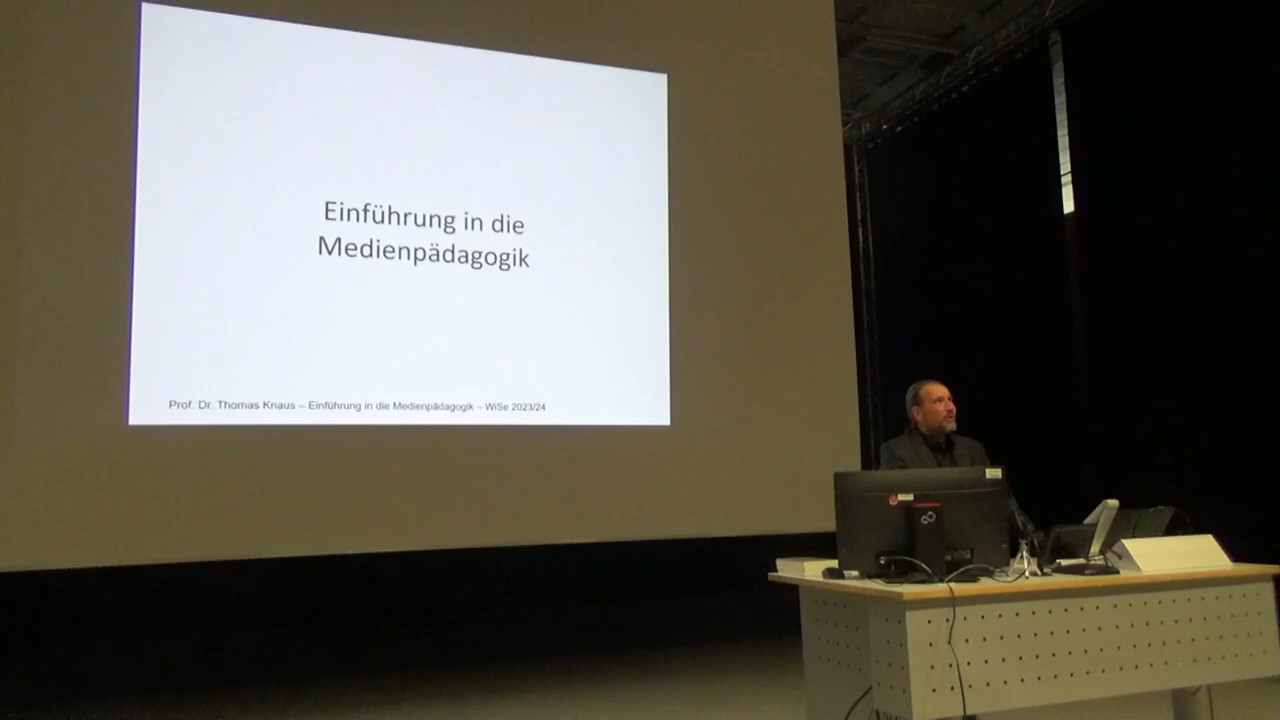 Einführung in die
Medienpädagogik
Prof. Dr. Thomas Knaus – Einführung in die Medienpädagogik – WiSe 2023/24